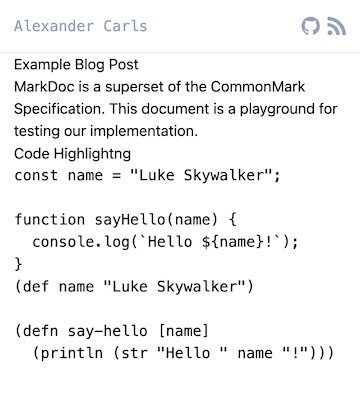 Alexander Carls
Example Blog Post
MarkDoc is a superset of the CommonMark
Specification. This document is a playground for
testing our implementation.
Code Highlightng
const name = "Luke Skywalker";

function sayHello(name) {
  console.log(`Hello ${name}!`);
}
(def name "Luke Skywalker")

(defn say-hello [name]
  (println (str "Hello " name "!")))